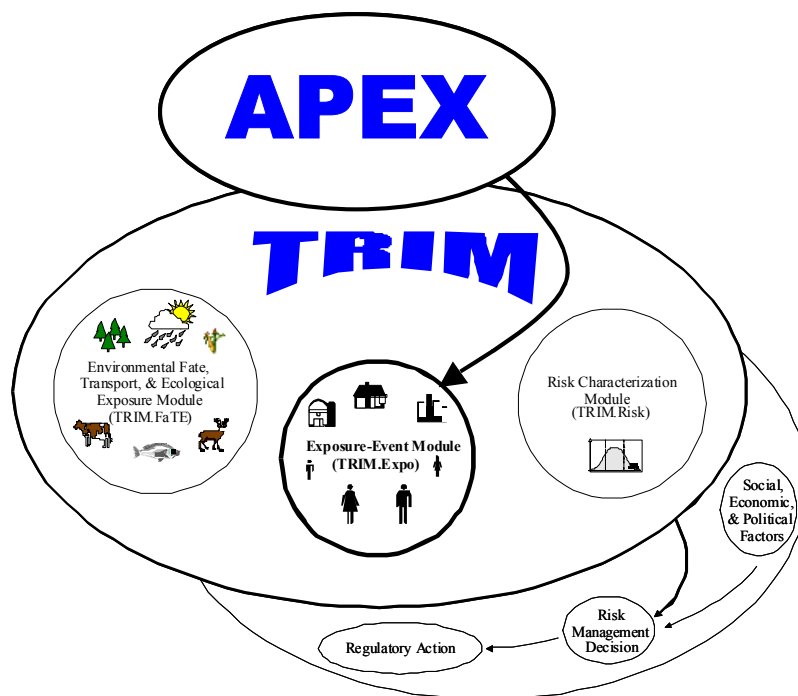 APEX
TRIM
Environmental Fate,
Transport, & Ecological
Exposure Module
(TRIM.FaTE)
Exposure-Event Module
(TRIM.Expo)
Risk Characterization
Module
(TRIM.Risk)
Social,
Economic,
& Political
Factors
Risk
Management
Decision
Regulatory Action